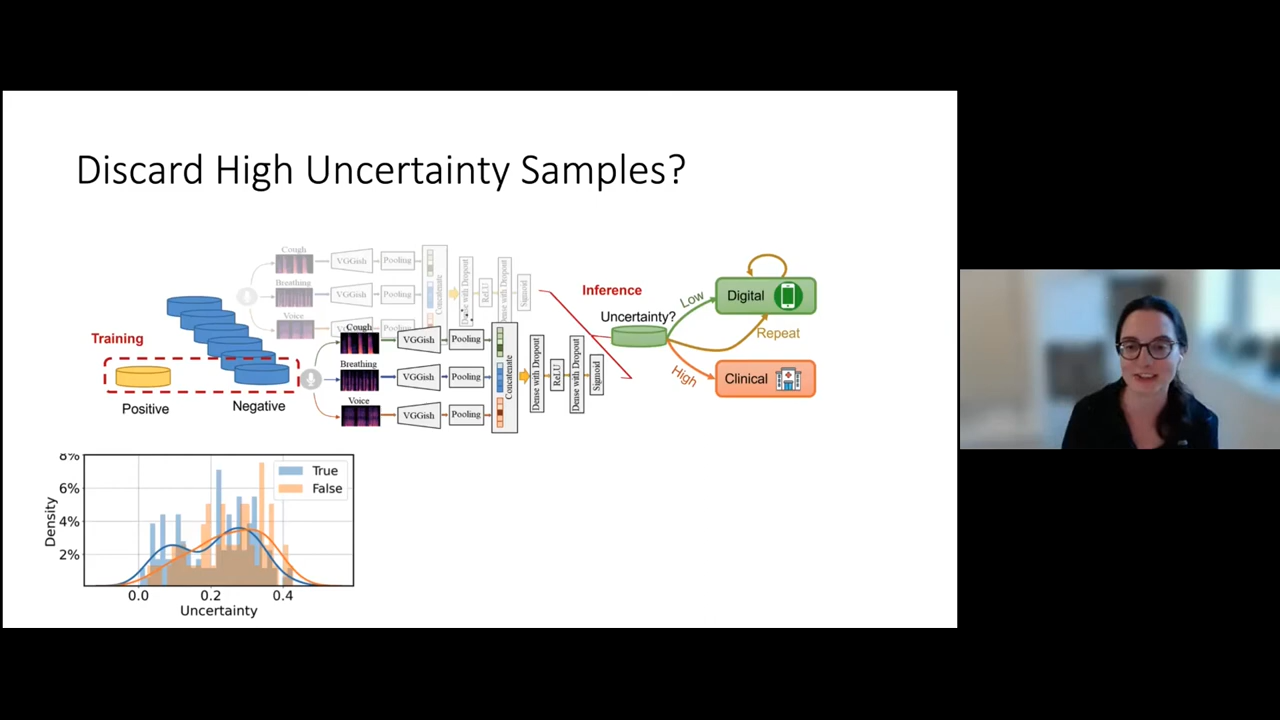 Discard High Uncertainty Samples?
Training
Positive
Negative
Cough
VGGish
Pooling
Breathing
VGGish
Pooling
Voice
VGGish
Concatenate
Dense with Dropout
ReLU
Dense with Dropout
Sigmoid
Cough
VGGish
Pooling
Breathing
VGGish
Pooling
Voice
VGGish
Pooling
Concatenate
Dense with Dropout
ReLU
Dense with Dropout
Sigmoid
Inference
Uncertainty?
Low
High
Repeat
Digital
Clinical
8%
6%
4%
2%
Density
True
False
0.0 0.2 0.4
Uncertainty